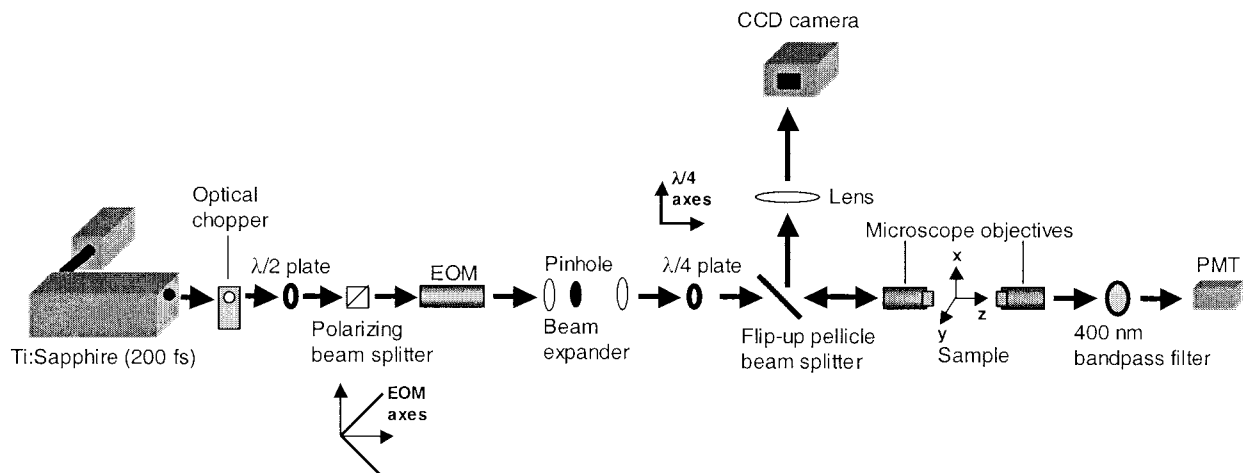 CCD camera
λ/4
axes
Lens
Optical
chopper
Microscope objectives
λ/2 plate
EOM
Pinhole
λ/4 plate
x
PMT
z
y
Ti:Sapphire (200 fs)
Polarizing
beam splitter
Beam
expander
Flip-up pellicle
beam splitter
Sample
400 nm
bandpass filter
EOM
axes